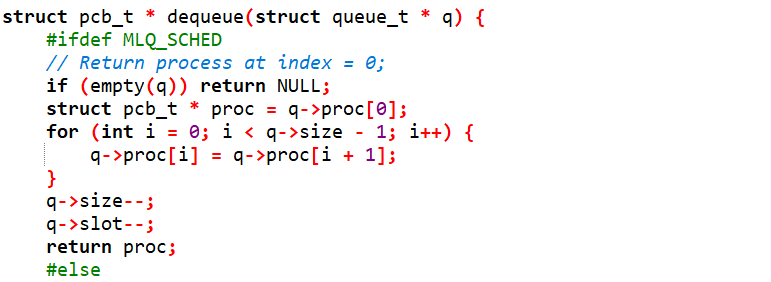 struct pcb_t * dequeue(struct queue_t * q) {
    #ifdef MLQ_SCHED
    // Return process at index = 0;
    if (empty(q)) return NULL;
    struct pcb_t * proc = q->proc[0];
    for (int i = 0; i < q->size - 1; i++) {
        q->proc[i] = q->proc[i + 1];
    }
    q->size--;
    q->slot--;
    return proc;
    #else